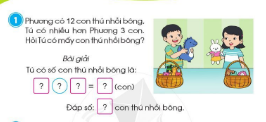 1 Phương có 12 con thú nhồi bông.
Tú có nhiều hơn Phương 3 con.
Hỏi Tú có mấy con thú nhồi bông?
Bài giải
Tú có số con thú nhồi bông là:
? ? ? = ? (con)
Đáp số: ? con thú nhồi bông.